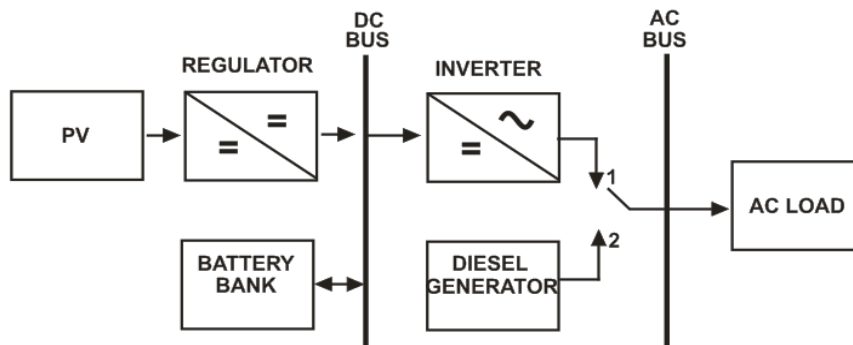 DC
BUS
AC
BUS
REGULATOR
INVERTER
PV
=
=
=
~
1
AC LOAD
2
BATTERY
BANK
DIESEL
GENERATOR